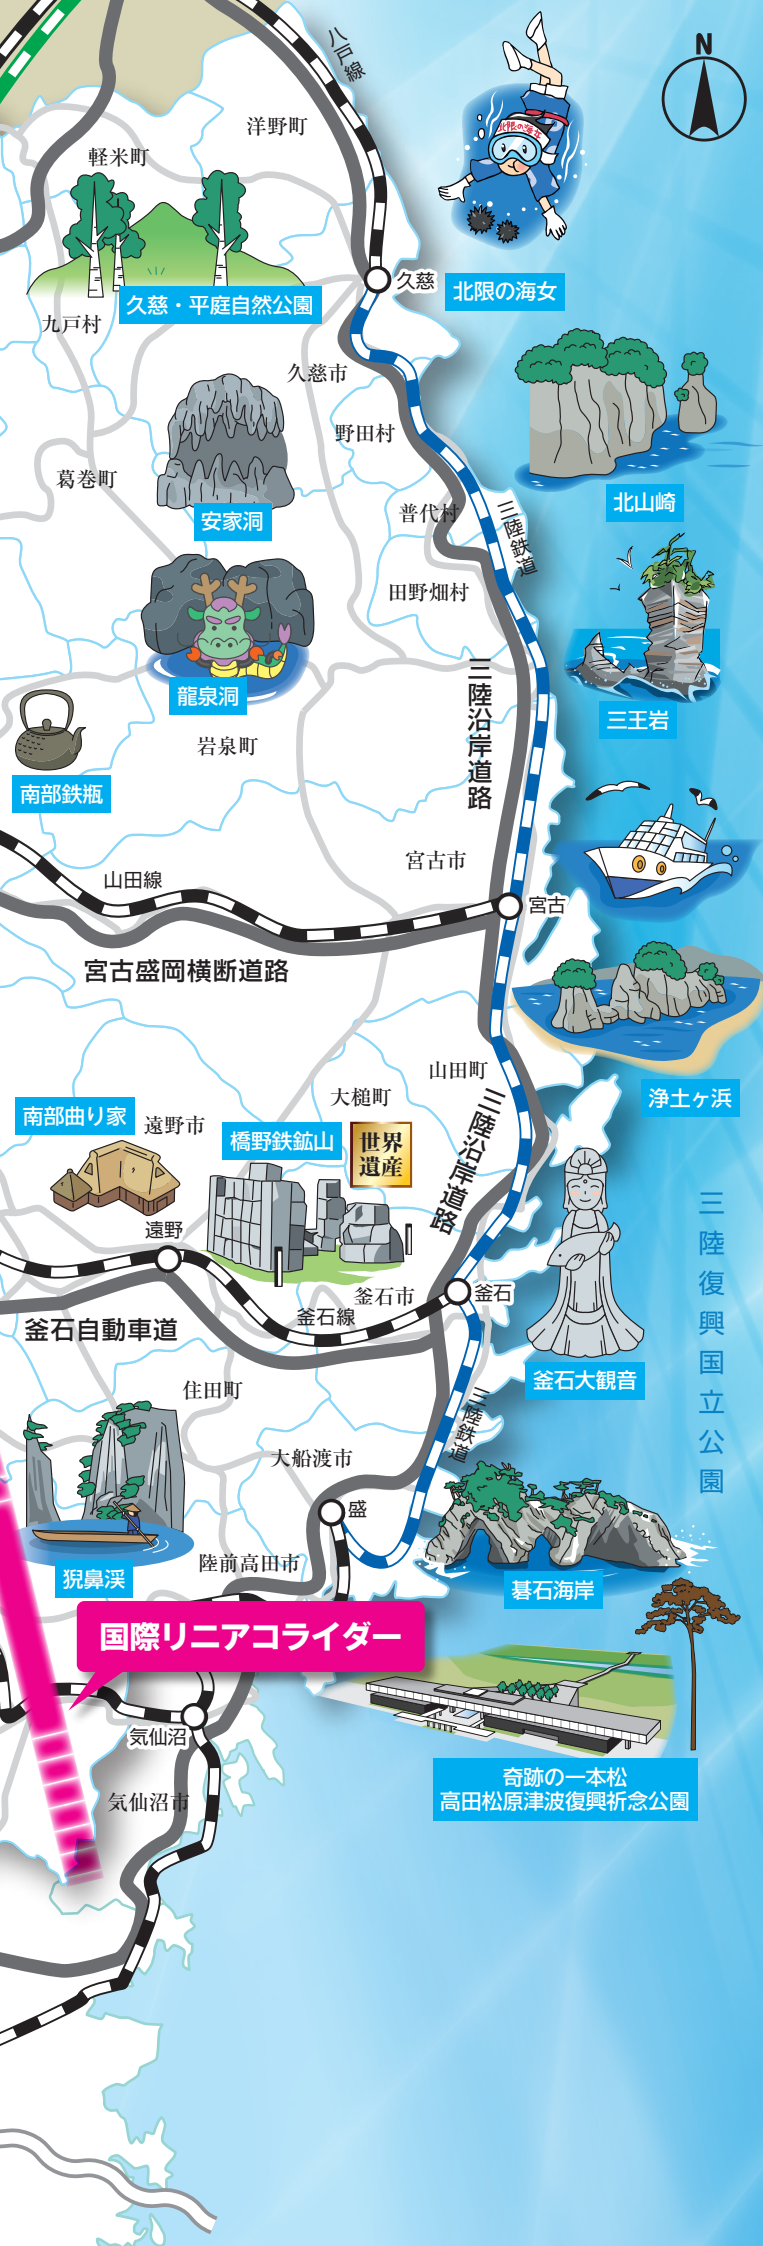 N
八戸線
洋野町
北限の海女
軽米町
久慈
北限の海女
久慈・平庭自然公園
九戸村
久慈市
野田村
葛巻町
北山崎
普代村
三陸鉄道
安家洞
田野畑村
三陸沿岸道路
龍泉洞
三王岩
岩泉町
南部鉄瓶
宮古市
山田線
宮古
宮古盛岡横断道路
山田町
大槌町
浄土ヶ浜
南部曲り家
遠野市
橋野鉄鉱山
世界
遺産
三陸沿岸道路
三陸復興国立公園
遠野
釜石市
釜石
釜石線
釜石自動車道
釜石大観音
住田町
三陸鉄道
大船渡市
盛
陸前高田市
猊鼻渓
碁石海岸
国際リニアコライダー
気仙沼
奇跡の一本松
高田松原津波復興祈念公園
気仙沼市